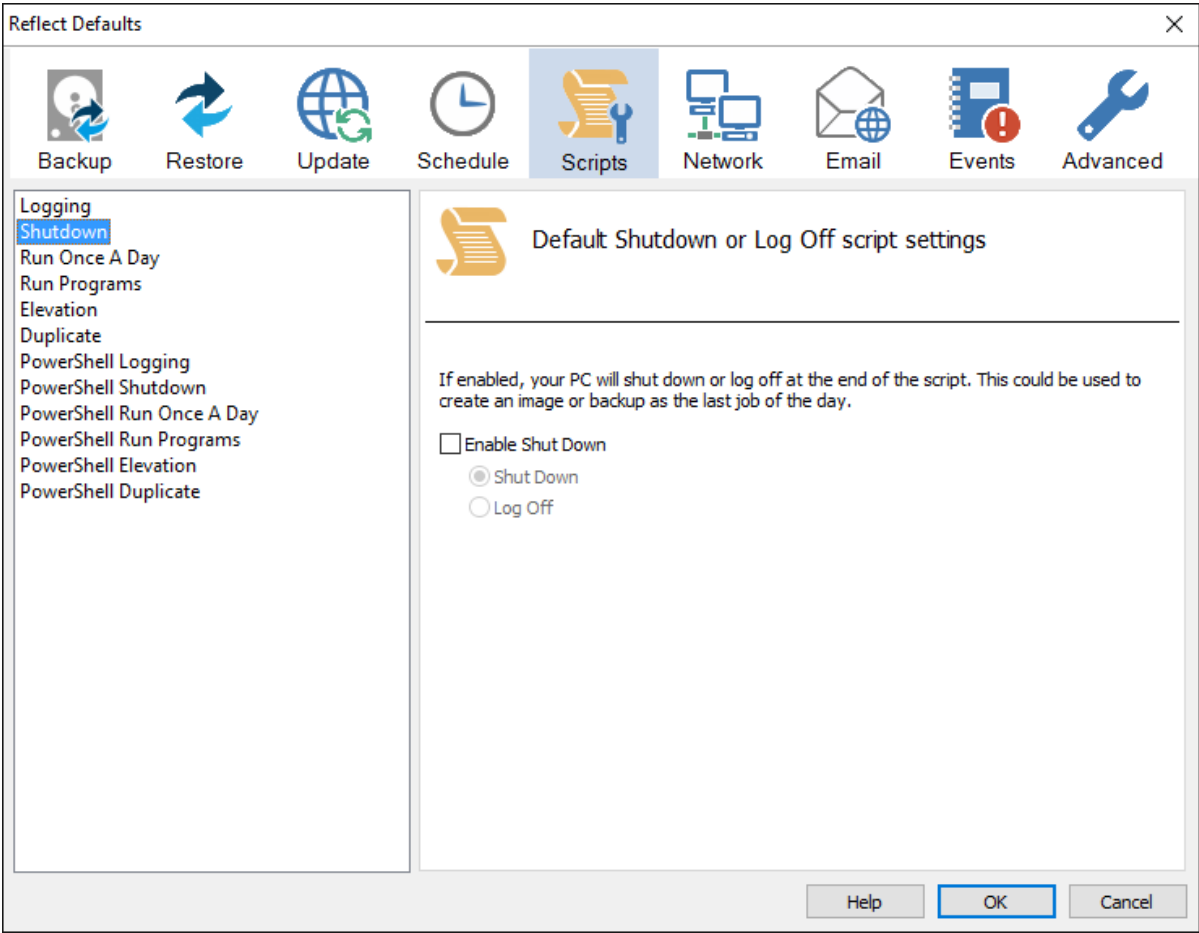 Reflect Defaults
Backup
Restore
Update
Schedule
Scripts
Network
Email
Events
Advanced
Logging
Shutdown
Run Once A Day
Run Programs
Elevation
Duplicate
PowerShell Logging
PowerShell Shutdown
PowerShell Run Once A Day
PowerShell Run Programs
PowerShell Elevation
PowerShell Duplicate
Default Shutdown or Log Off script settings
If enabled, your PC will shut down or log off at the end of the script. This could be used to
create an image or backup as the last job of the day.
Enable Shut Down
Shut Down
Log Off
Help
OK
Cancel